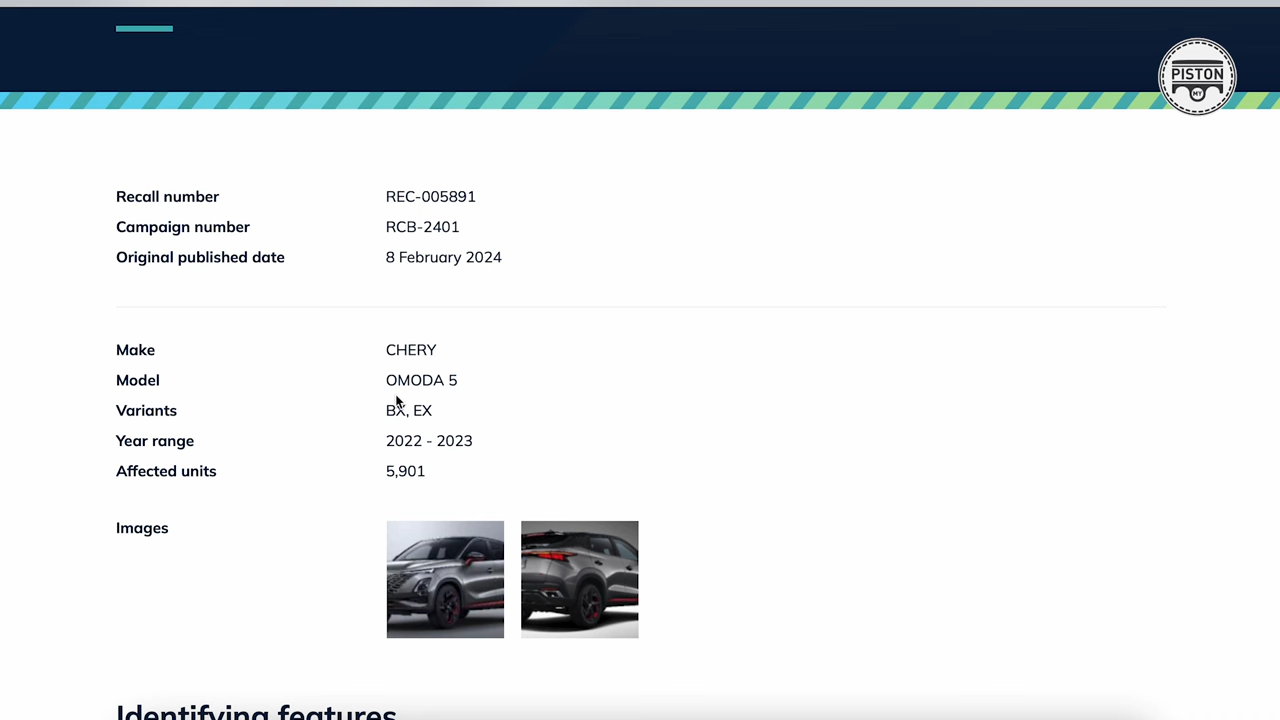 PISTON
MY
Recall number REC-005891
Campaign number RCB-2401
Original published date 8 February 2024
Make CHERY
Model OMODA 5
Variants BX, EX
Year range 2022 - 2023
Affected units 5,901
Images
Identifying features